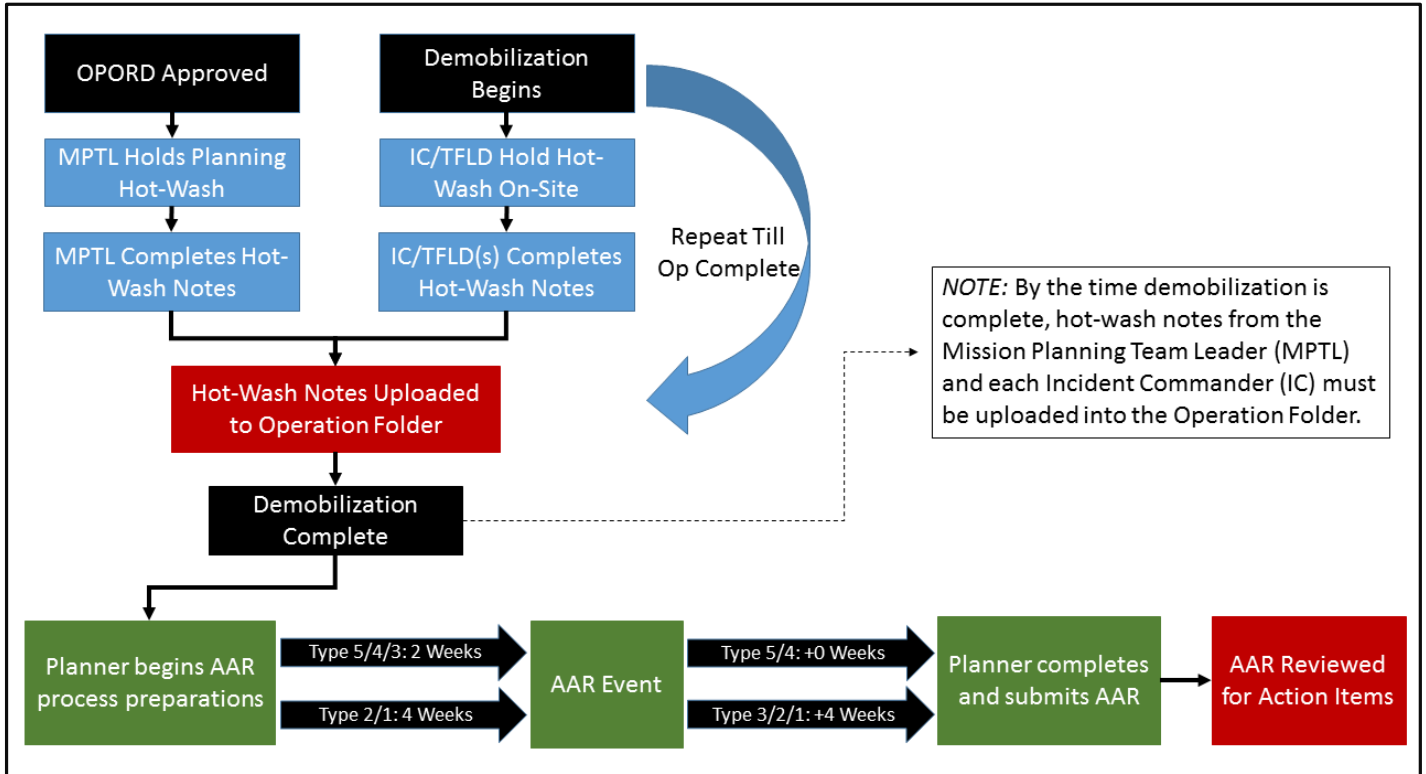 OPORD Approved
Demobilization
Begins
MPTL Holds Planning
Hot-Wash
IC/TFLD Hold Hot-
Wash On-Site
MPTL Completes Hot-
Wash Notes
IC/TFLD(s) Completes
Hot-Wash Notes
Repeat Till
Op Complete
Hot-Wash Notes Uploaded
to Operation Folder
NOTE: By the time demobilization is
complete, hot-wash notes from the
Mission Planning Team Leader (MPTL)
and each Incident Commander (IC) must
be uploaded into the Operation Folder.
Demobilization
Complete
Planner begins AAR
process preparations
Type 5/4/3: 2 Weeks
Type 2/1: 4 Weeks
AAR Event
Type 5/4: +0 Weeks
Type 3/2/1: +4 Weeks
Planner completes
and submits AAR
AAR Reviewed
for Action Items